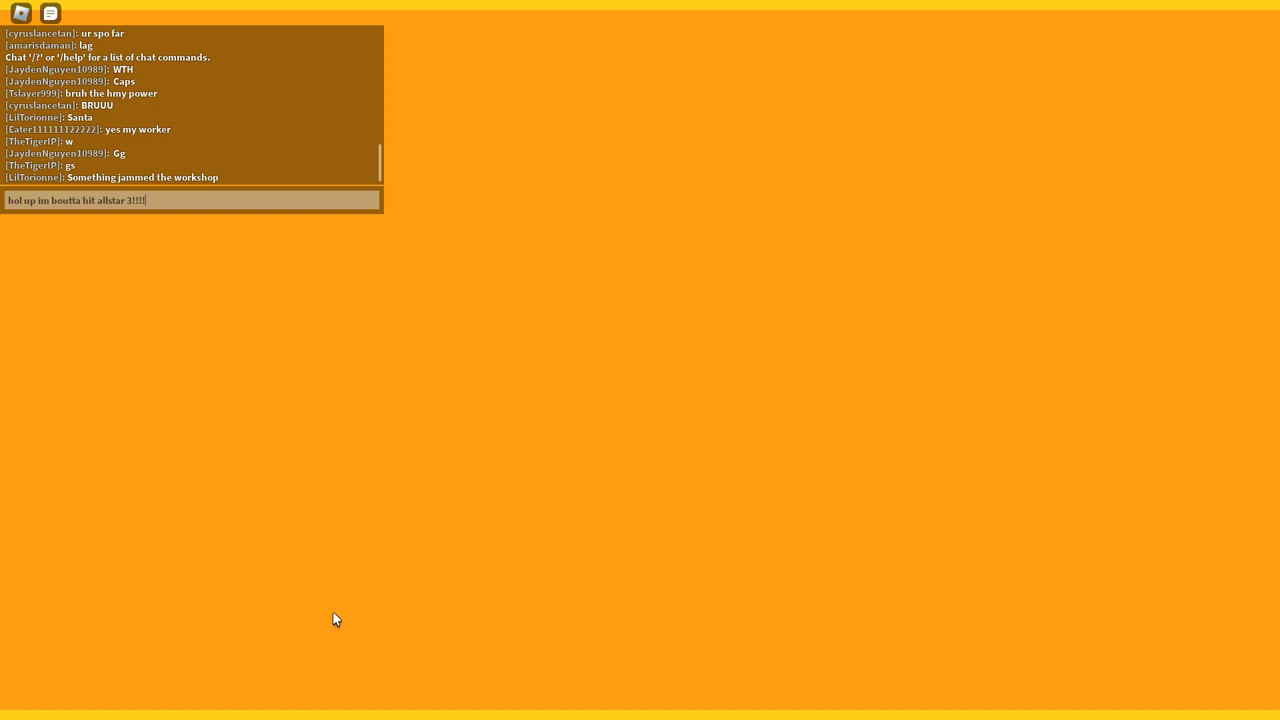 [cyruslancetan]: ur spo far
[amarisdaman]: lag
Chat '/?' or '/help' for a list of chat commands.
[JaydenNguyen10989]: WTH
[JaydenNguyen10989]: Caps
[Tslayer999]: bruh the hmy power
[cyruslancetan]: BRUUU
[LilTorionne]: Santa
[Eater111111122222]: yes my worker
[TheTigerIP]: w
[JaydenNguyen10989]: Gg
[TheTigerIP]: gs
[LilTorionne]: Something jammed the workshop
hol up im boutta hit allstar 3!!!!